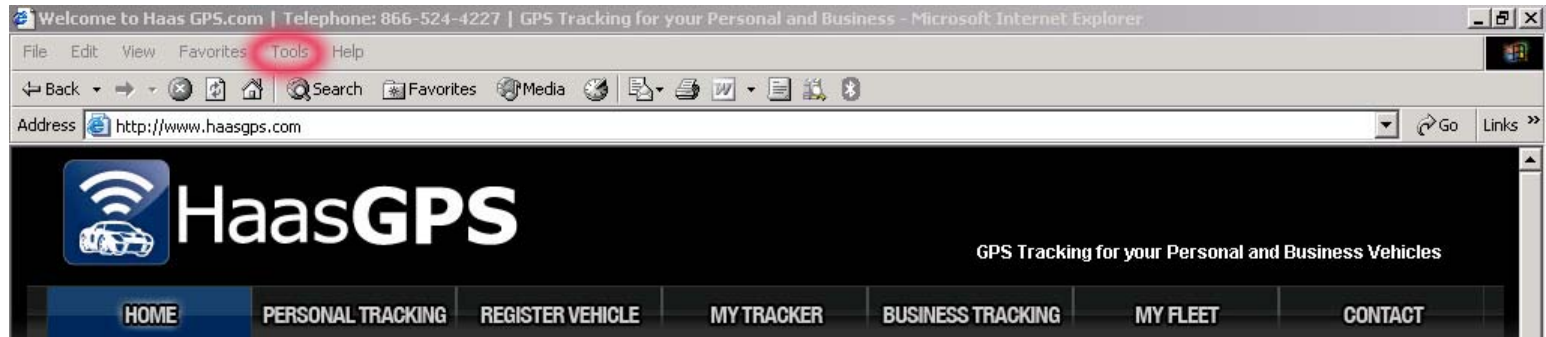 Welcome to Haas GPS.com | Telephone: 866-524-4227 | GPS Tracking for your Personal and Business - Microsoft Internet Explorer
File Edit View Favorites Tools Help
Back Search Favorites Media
Address http://www.haasgps.com Go Links »
HaasGPS
GPS Tracking for your Personal and Business Vehicles
HOME PERSONAL TRACKING REGISTER VEHICLE MY TRACKER BUSINESS TRACKING MY FLEET CONTACT